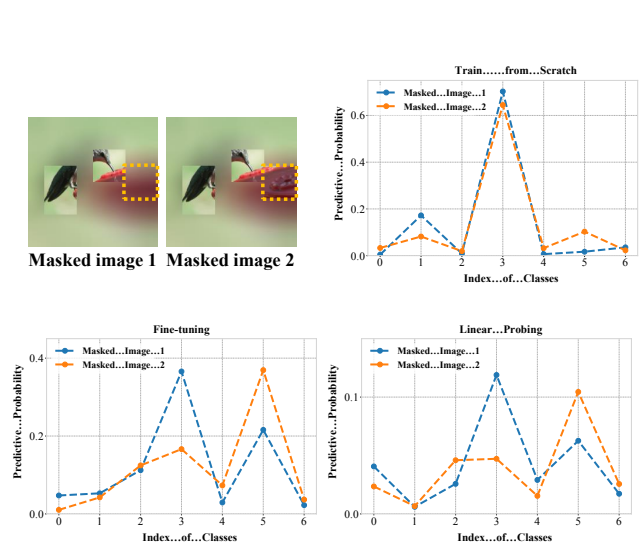 Masked image 1 Masked image 2
Train......from...Scratch
Masked...Image...1
Masked...Image...2
Predictive...Probability
0.6
0.4
0.2
0.0
0 1 2 3 4 5 6
Index...of...Classes
Fine-tuning
Masked...Image...1
Masked...Image...2
Predictive...Probability
0.4
0.2
0.0
0 1 2 3 4 5 6
Index...of...Classes
Linear...Probing
Masked...Image...1
Masked...Image...2
Predictive...Probability
0.1
0.0
0 1 2 3 4 5 6
Index...of...Classes